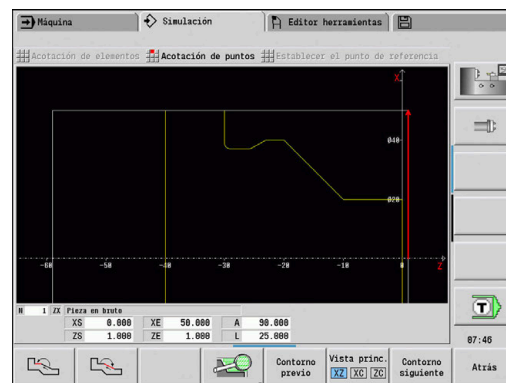 Máquina
Simulación
Editor herramientas
Acotación de elementos
Acotación de puntos
Establecer el punto de referencia
X
Ø40
Ø20
-60
-50
-40
-30
-20
-10
0
Z
N 1 ZX Pieza en bruto
XS 0.000 XE 50.000 A 90.000
ZS 1.000 ZE 1.000 L 25.000
T
07:46
Contorno previo
Vista princ.
XZ XC ZC
Contorno siguiente
Atrás